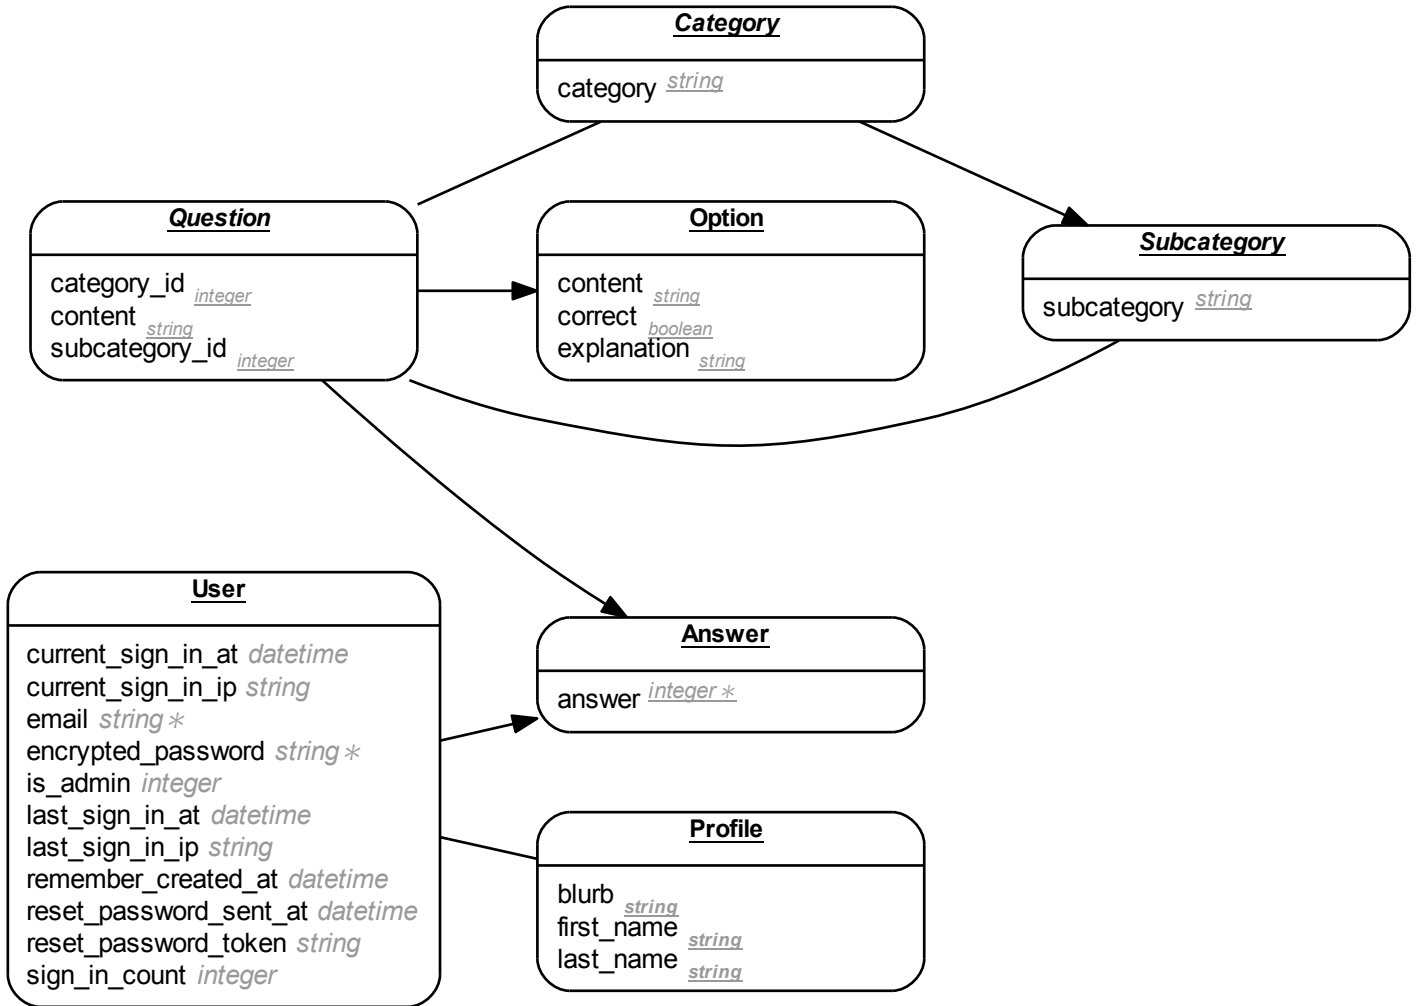 Category
category string
Question
category_id integer
content string
subcategory_id integer
Option
content string
correct boolean
explanation string
Subcategory
subcategory string
User
current_sign_in_at datetime
current_sign_in_ip string
email string *
encrypted_password string *
is_admin integer
last_sign_in_at datetime
last_sign_in_ip string
remember_created_at datetime
reset_password_sent_at datetime
reset_password_token string
sign_in_count integer
Answer
answer integer *
Profile
blurb string
first_name string
last_name string